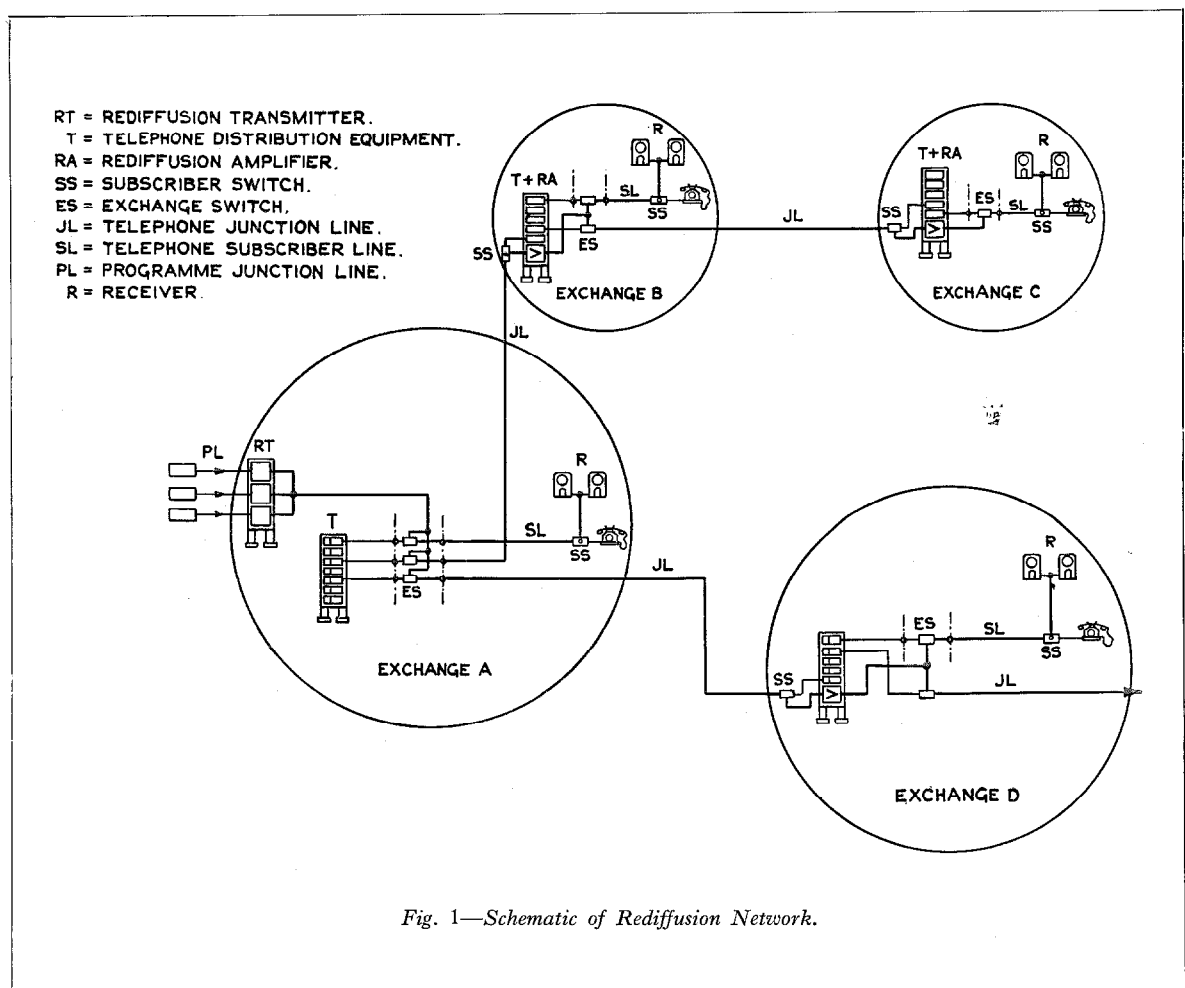 RT = REDIFFUSION TRANSMITTER.
T = TELEPHONE DISTRIBUTION EQUIPMENT.
RA = REDIFFUSION AMPLIFIER.
SS = SUBSCRIBER SWITCH.
ES = EXCHANGE SWITCH.
JL = TELEPHONE JUNCTION LINE.
SL = TELEPHONE SUBSCRIBER LINE.
PL = PROGRAMME JUNCTION LINE.
R = RECEIVER.
R
T+RA
SL
SS
ES
SS
EXCHANGE B
JL
R
T+RA
ES
SS
SL
SS
EXCHANGE C
JL
PL
RT
R
T
SL
SS
ES
JL
EXCHANGE A
R
ES
SL
SS
SS
JL
EXCHANGE D
Fig. 1—Schematic of Rediffusion Network.